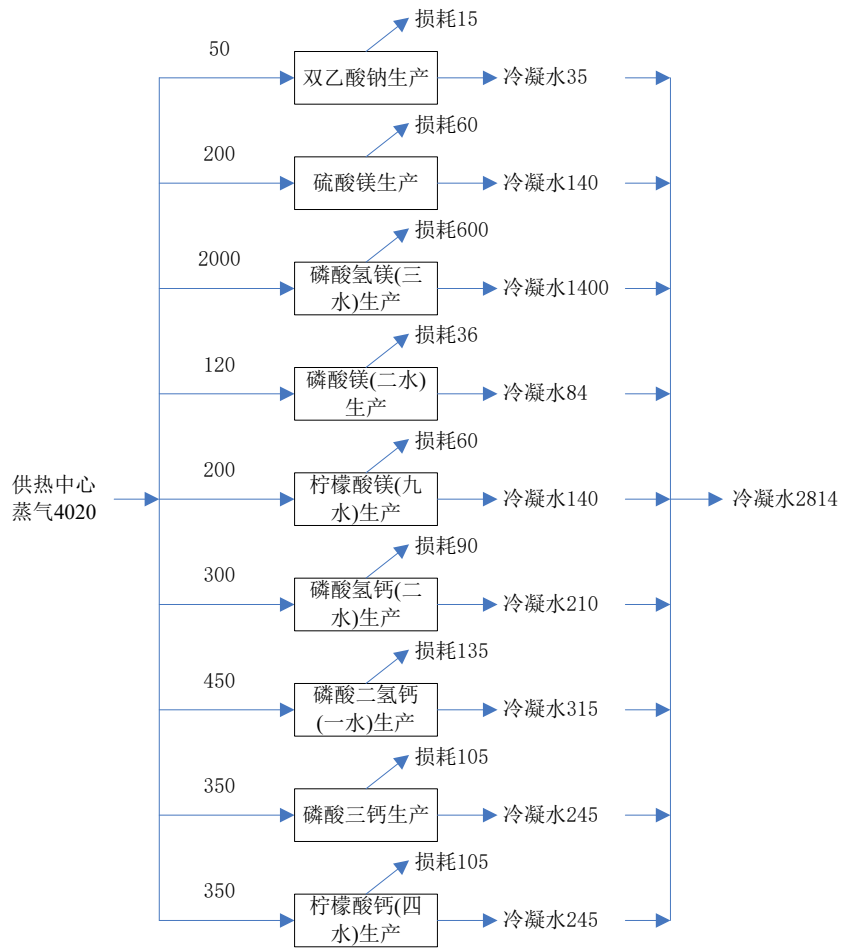 损耗15
50
双乙酸钠生产
冷凝水35
损耗60
200
硫酸镁生产
冷凝水140
损耗600
2000
磷酸氢镁(三
水)生产
冷凝水1400
损耗36
120
磷酸镁(二水)
生产
冷凝水84
损耗60
200
供热中心
蒸气4020
柠檬酸镁(九
水)生产
冷凝水140
冷凝水2814
损耗90
300
磷酸氢钙(二
水)生产
冷凝水210
损耗135
450
磷酸二氢钙
(一水)生产
冷凝水315
损耗105
350
磷酸三钙生产
冷凝水245
损耗105
350
柠檬酸钙(四
水)生产
冷凝水245